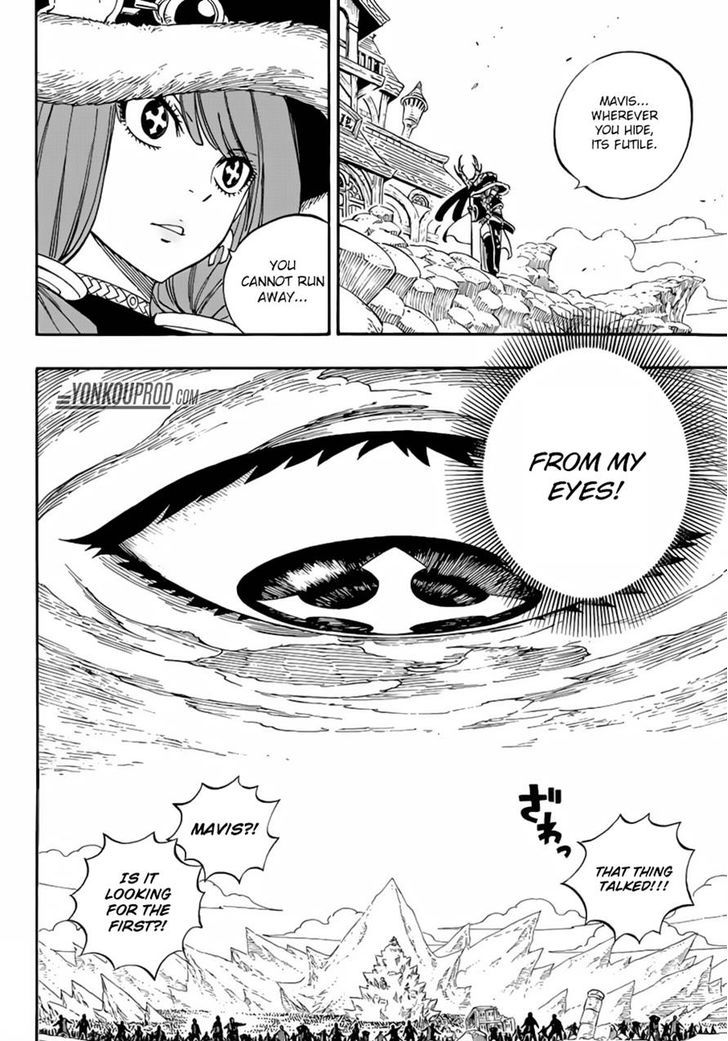 MAVIS...
WHEREVER
YOU HIDE,
ITS FUTILE.
YOU
CANNOT RUN
AWAY...
YONKOUPROD.COM
FROM MY
EYES!
ざわっ
THAT THING
TALKED!!!
MAVIS?!
IS IT
LOOKING
FOR THE
FIRST?!